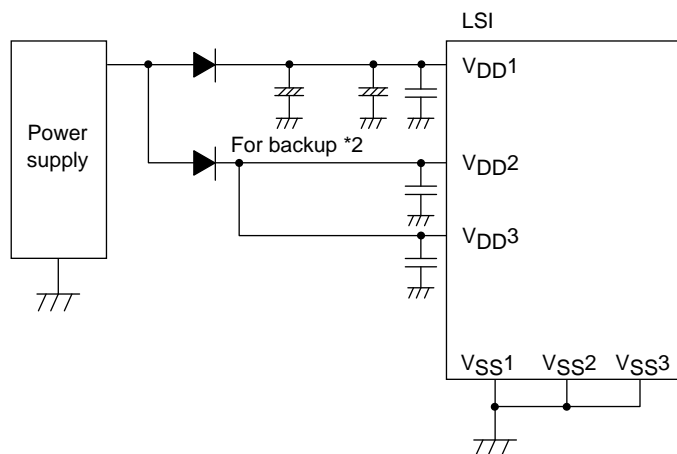 LSI
VDD1
Power
supply
For backup *2
VDD2
VDD3
VSS1 VSS2 VSS3